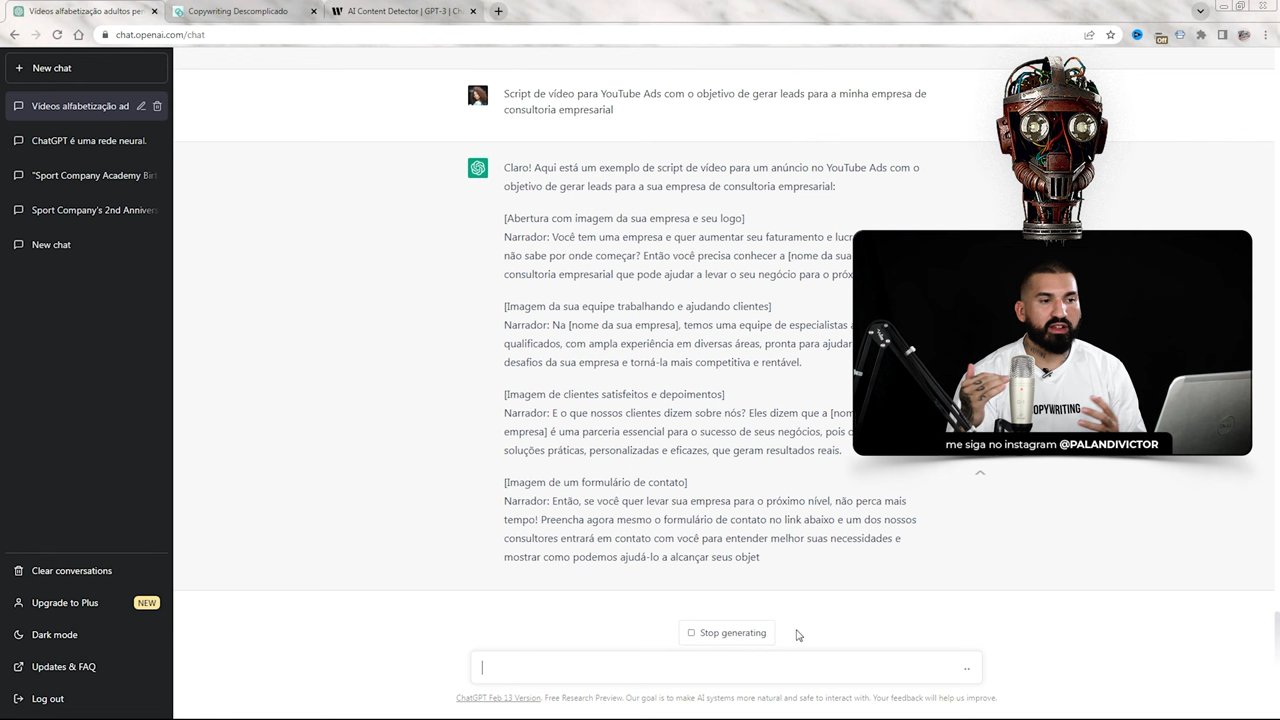 Vídeos alfabetização adultos pe
Copywriting Descomplicado
AI Content Detector | GPT-3 | Ch
chat.openai.com/chat
Off
New chat
Vídeos alfabetização ad
ChatGPT é uma rede neural.
"Sport Company Academy Birt
Sport Company's 2nd Annivers
New chat
Clear conversations
Upgrade to Plus NEW
Dark mode
Updates & FAQ
Log out
Script de vídeo para YouTube Ads com o objetivo de gerar leads para a minha empresa de
consultoria empresarial
Claro! Aqui está um exemplo de script de vídeo para um anúncio no YouTube Ads com o
objetivo de gerar leads para a sua empresa de consultoria empresarial:
[Abertura com imagem da sua empresa e seu logo]
Narrador: Você tem uma empresa e quer aumentar seu faturamento e lucr
não sabe por onde começar? Então você precisa conhecer a [nome da sua
consultoria empresarial que pode ajudar a levar o seu negócio para o próx
[Imagem da sua equipe trabalhando e ajudando clientes]
Narrador: Na [nome da sua empresa], temos uma equipe de especialistas a
qualificados, com ampla experiência em diversas áreas, pronta para ajudar
desafios da sua empresa e torná-la mais competitiva e rentável.
[Imagem de clientes satisfeitos e depoimentos]
Narrador: E o que nossos clientes dizem sobre nós? Eles dizem que a [nom
empresa] é uma parceria essencial para o sucesso de seus negócios, pois o
soluções práticas, personalizadas e eficazes, que geram resultados reais.
[Imagem de um formulário de contato]
Narrador: Então, se você quer levar sua empresa para o próximo nível, não perca mais
tempo! Preencha agora mesmo o formulário de contato no link abaixo e um dos nossos
consultores entrará em contato com você para entender melhor suas necessidades e
mostrar como podemos ajudá-lo a alcançar seus objet
OPYWRITING
me siga no instagram @PALANDIVICTOR
Stop generating
ChatGPT Feb 13 Version. Free Research Preview. Our goal is to make AI systems more natural and safe to interact with. Your feedback will help us improve.